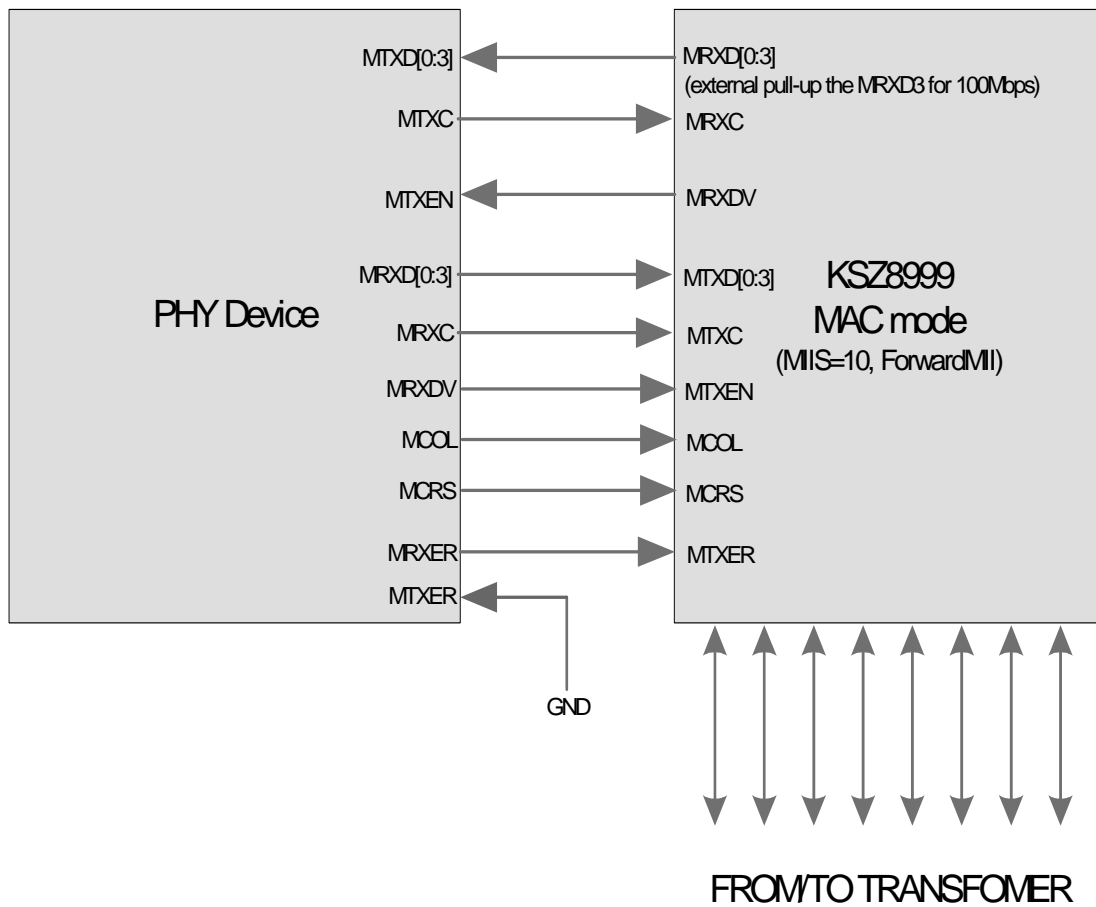 MTXD[0:3]
MTXC
MTXEN
MRXD[0:3]
MRXC
MRXDV
MCOL
MCRS
MRXER
MTXER
PHY Device
GND
MRXD[0:3]
(external pull-up the MRXD3 for 100Mbps)
MRXC
MRXDV
MTXD[0:3]
MTXC
MTXEN
MCOL
MCRS
MTXER
KSZ8999
MAC mode
(MIIS=10, ForwardMII)
FROM/TO TRANSFOMER